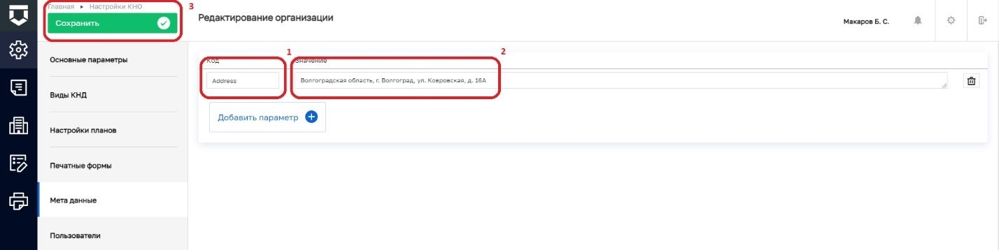 Главная ▸ Настройки КНО
3
Сохранить
Редактирование организации
Макаров Б. С.
Основные параметры
Виды КНД
Настройки планов
Печатные формы
Мета данные
Пользователи
1
2
Код
Значение
Address
Волгоградская область, г. Волгоград, ул. Ковровская, д. 16А
Добавить параметр